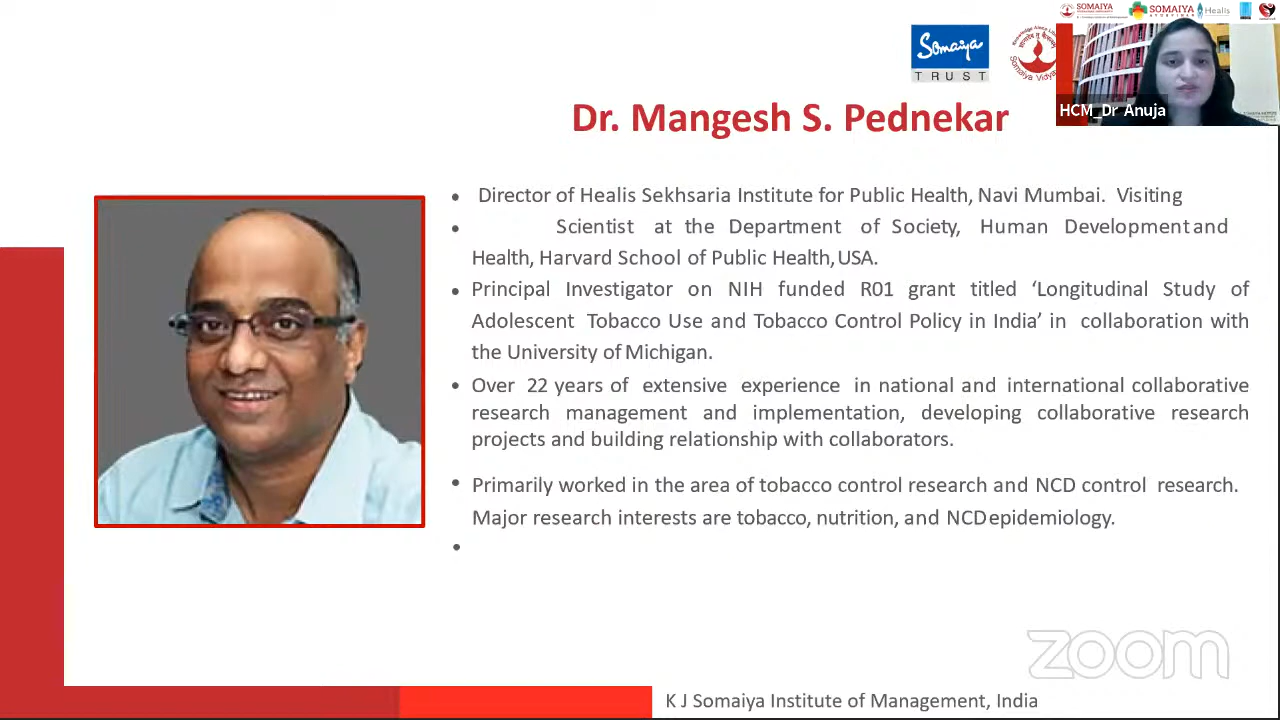 SOMAIYA
SOMAIYA
Healis
Somaiya
TRUST
Somaiya Vidya
HCM_Dr Anuja
Dr. Mangesh S. Pednekar
• Director of Healis Sekhsaria Institute for Public Health, Navi Mumbai. Visiting
• Scientist at the Department of Society, Human Development and
Health, Harvard School of Public Health, USA.
• Principal Investigator on NIH funded R01 grant titled ‘Longitudinal Study of
Adolescent Tobacco Use and Tobacco Control Policy in India’ in collaboration with
the University of Michigan.
• Over 22 years of extensive experience in national and international collaborative
research management and implementation, developing collaborative research
projects and building relationship with collaborators.
• Primarily worked in the area of tobacco control research and NCD control research.
Major research interests are tobacco, nutrition, and NCD epidemiology.
•
zoom
K J Somaiya Institute of Management, India